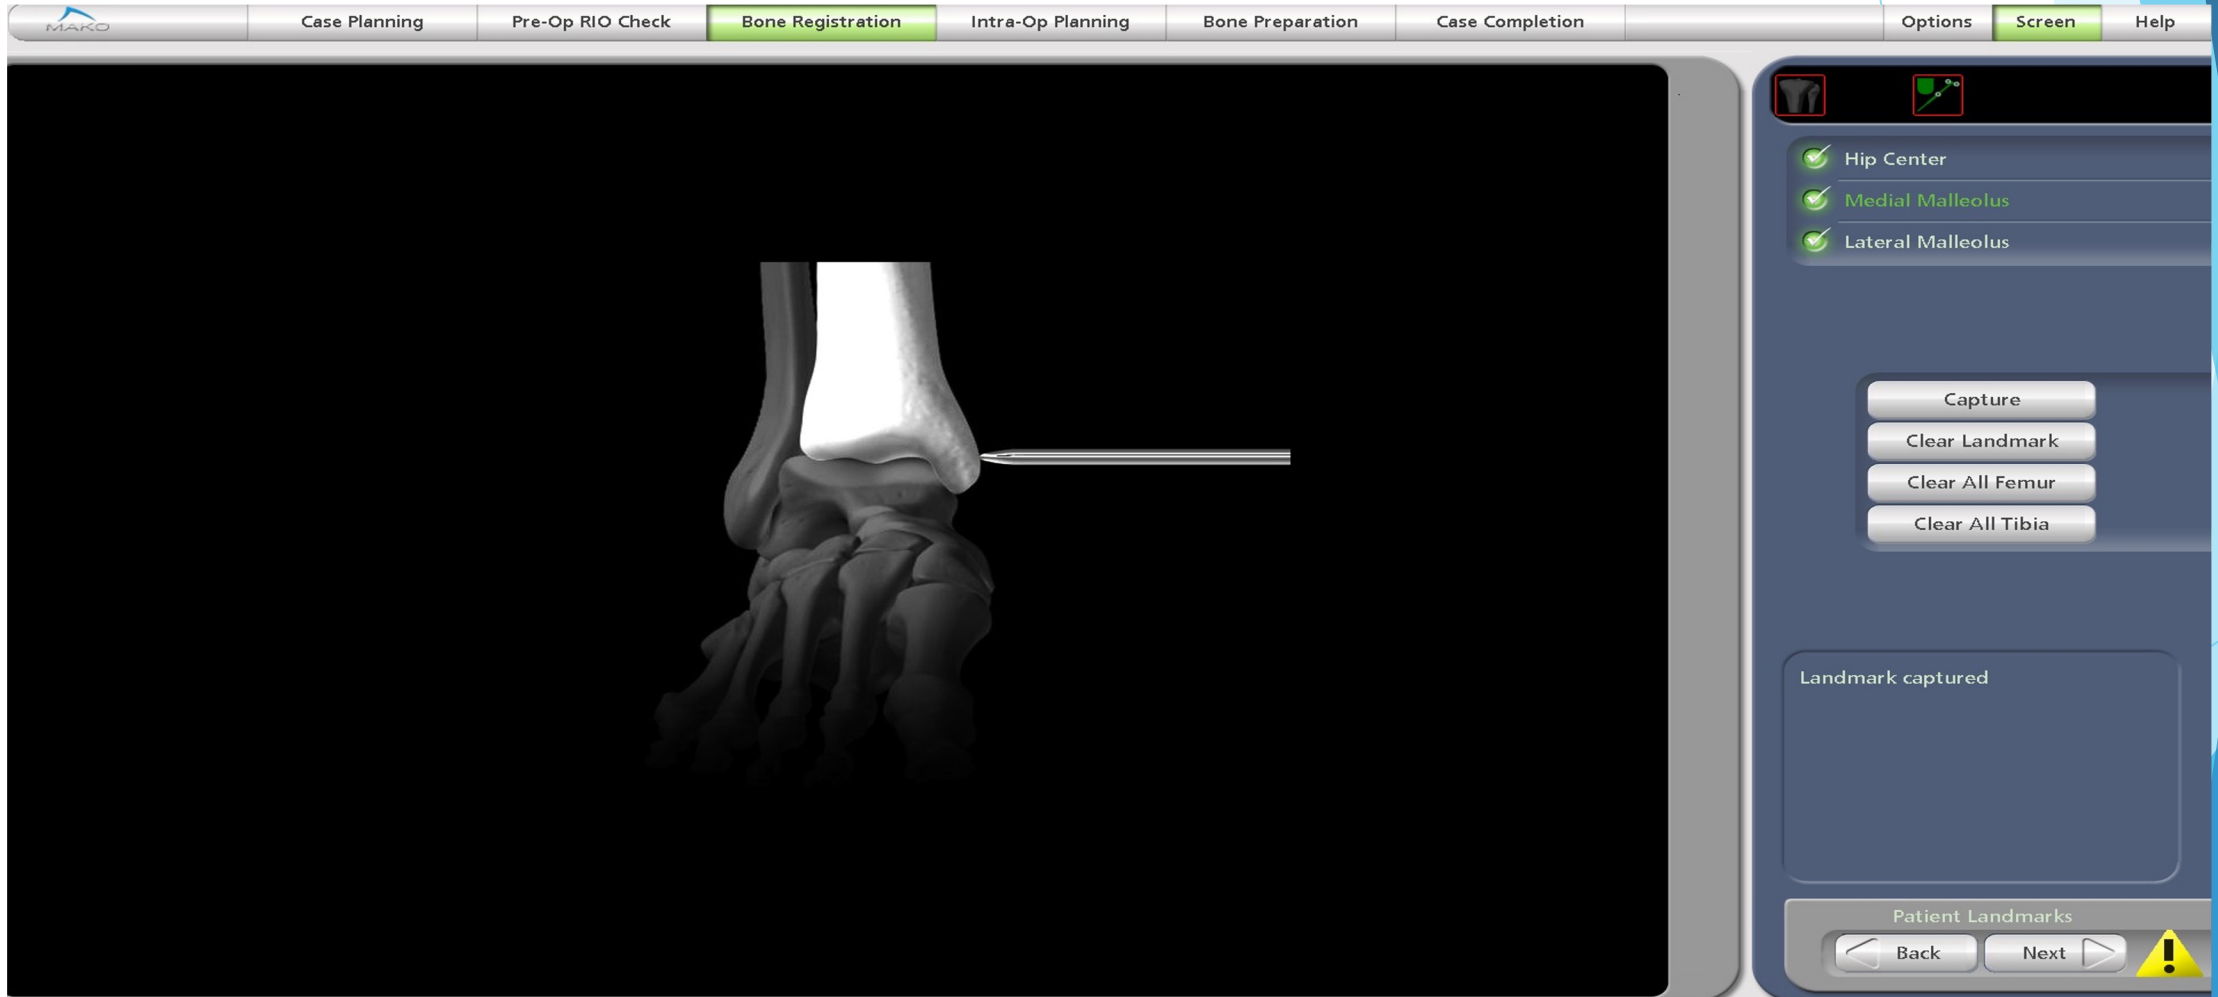 MAKO
Case Planning
Pre-Op RIO Check
Bone Registration
Intra-Op Planning
Bone Preparation
Case Completion
Options
Screen
Help
Hip Center
Medial Malleolus
Lateral Malleolus
Capture
Clear Landmark
Clear All Femur
Clear All Tibia
Landmark captured
Patient Landmarks
Back
Next